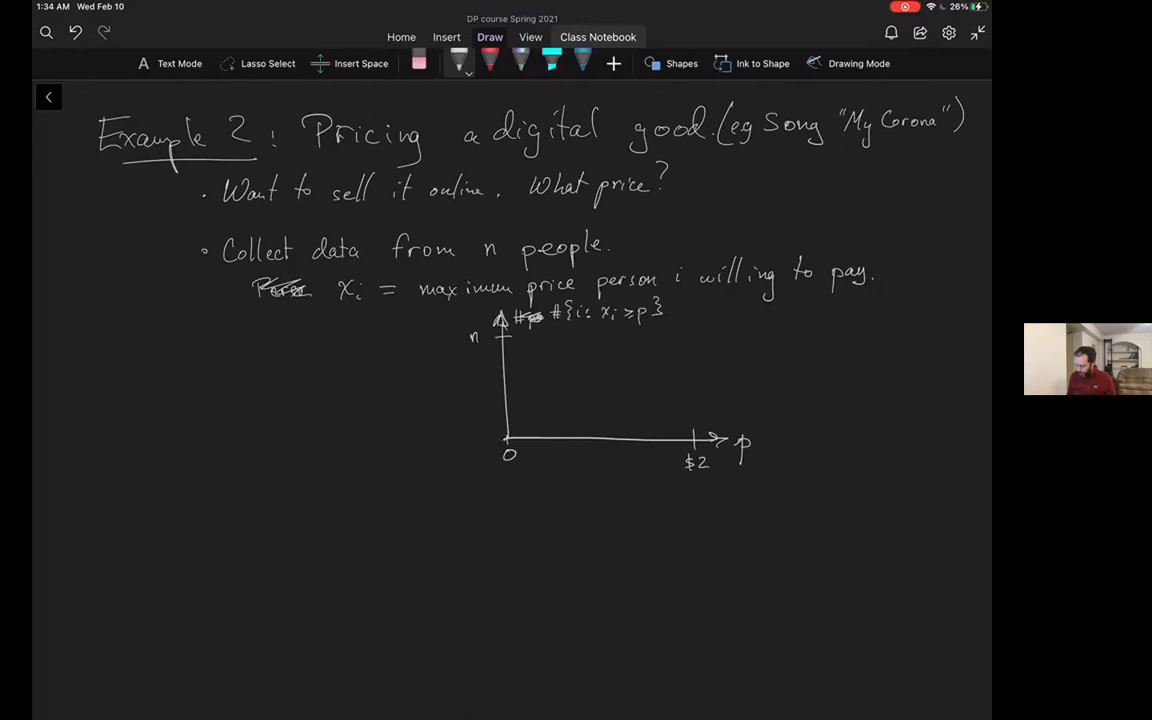 1:34 AM Wed Feb 10
26%
DP course Spring 2021
Home Insert Draw View Class Notebook
Text Mode Lasso Select Insert Space Shapes Ink to Shape Drawing Mode
Example 2: Pricing a digital good. (eg Song "My Corona")
• Want to sell it online. What price?
• Collect data from n people.
xᵢ = maximum price person i willing to pay.
#{i: xᵢ ≥ p}
n
p
0
$2